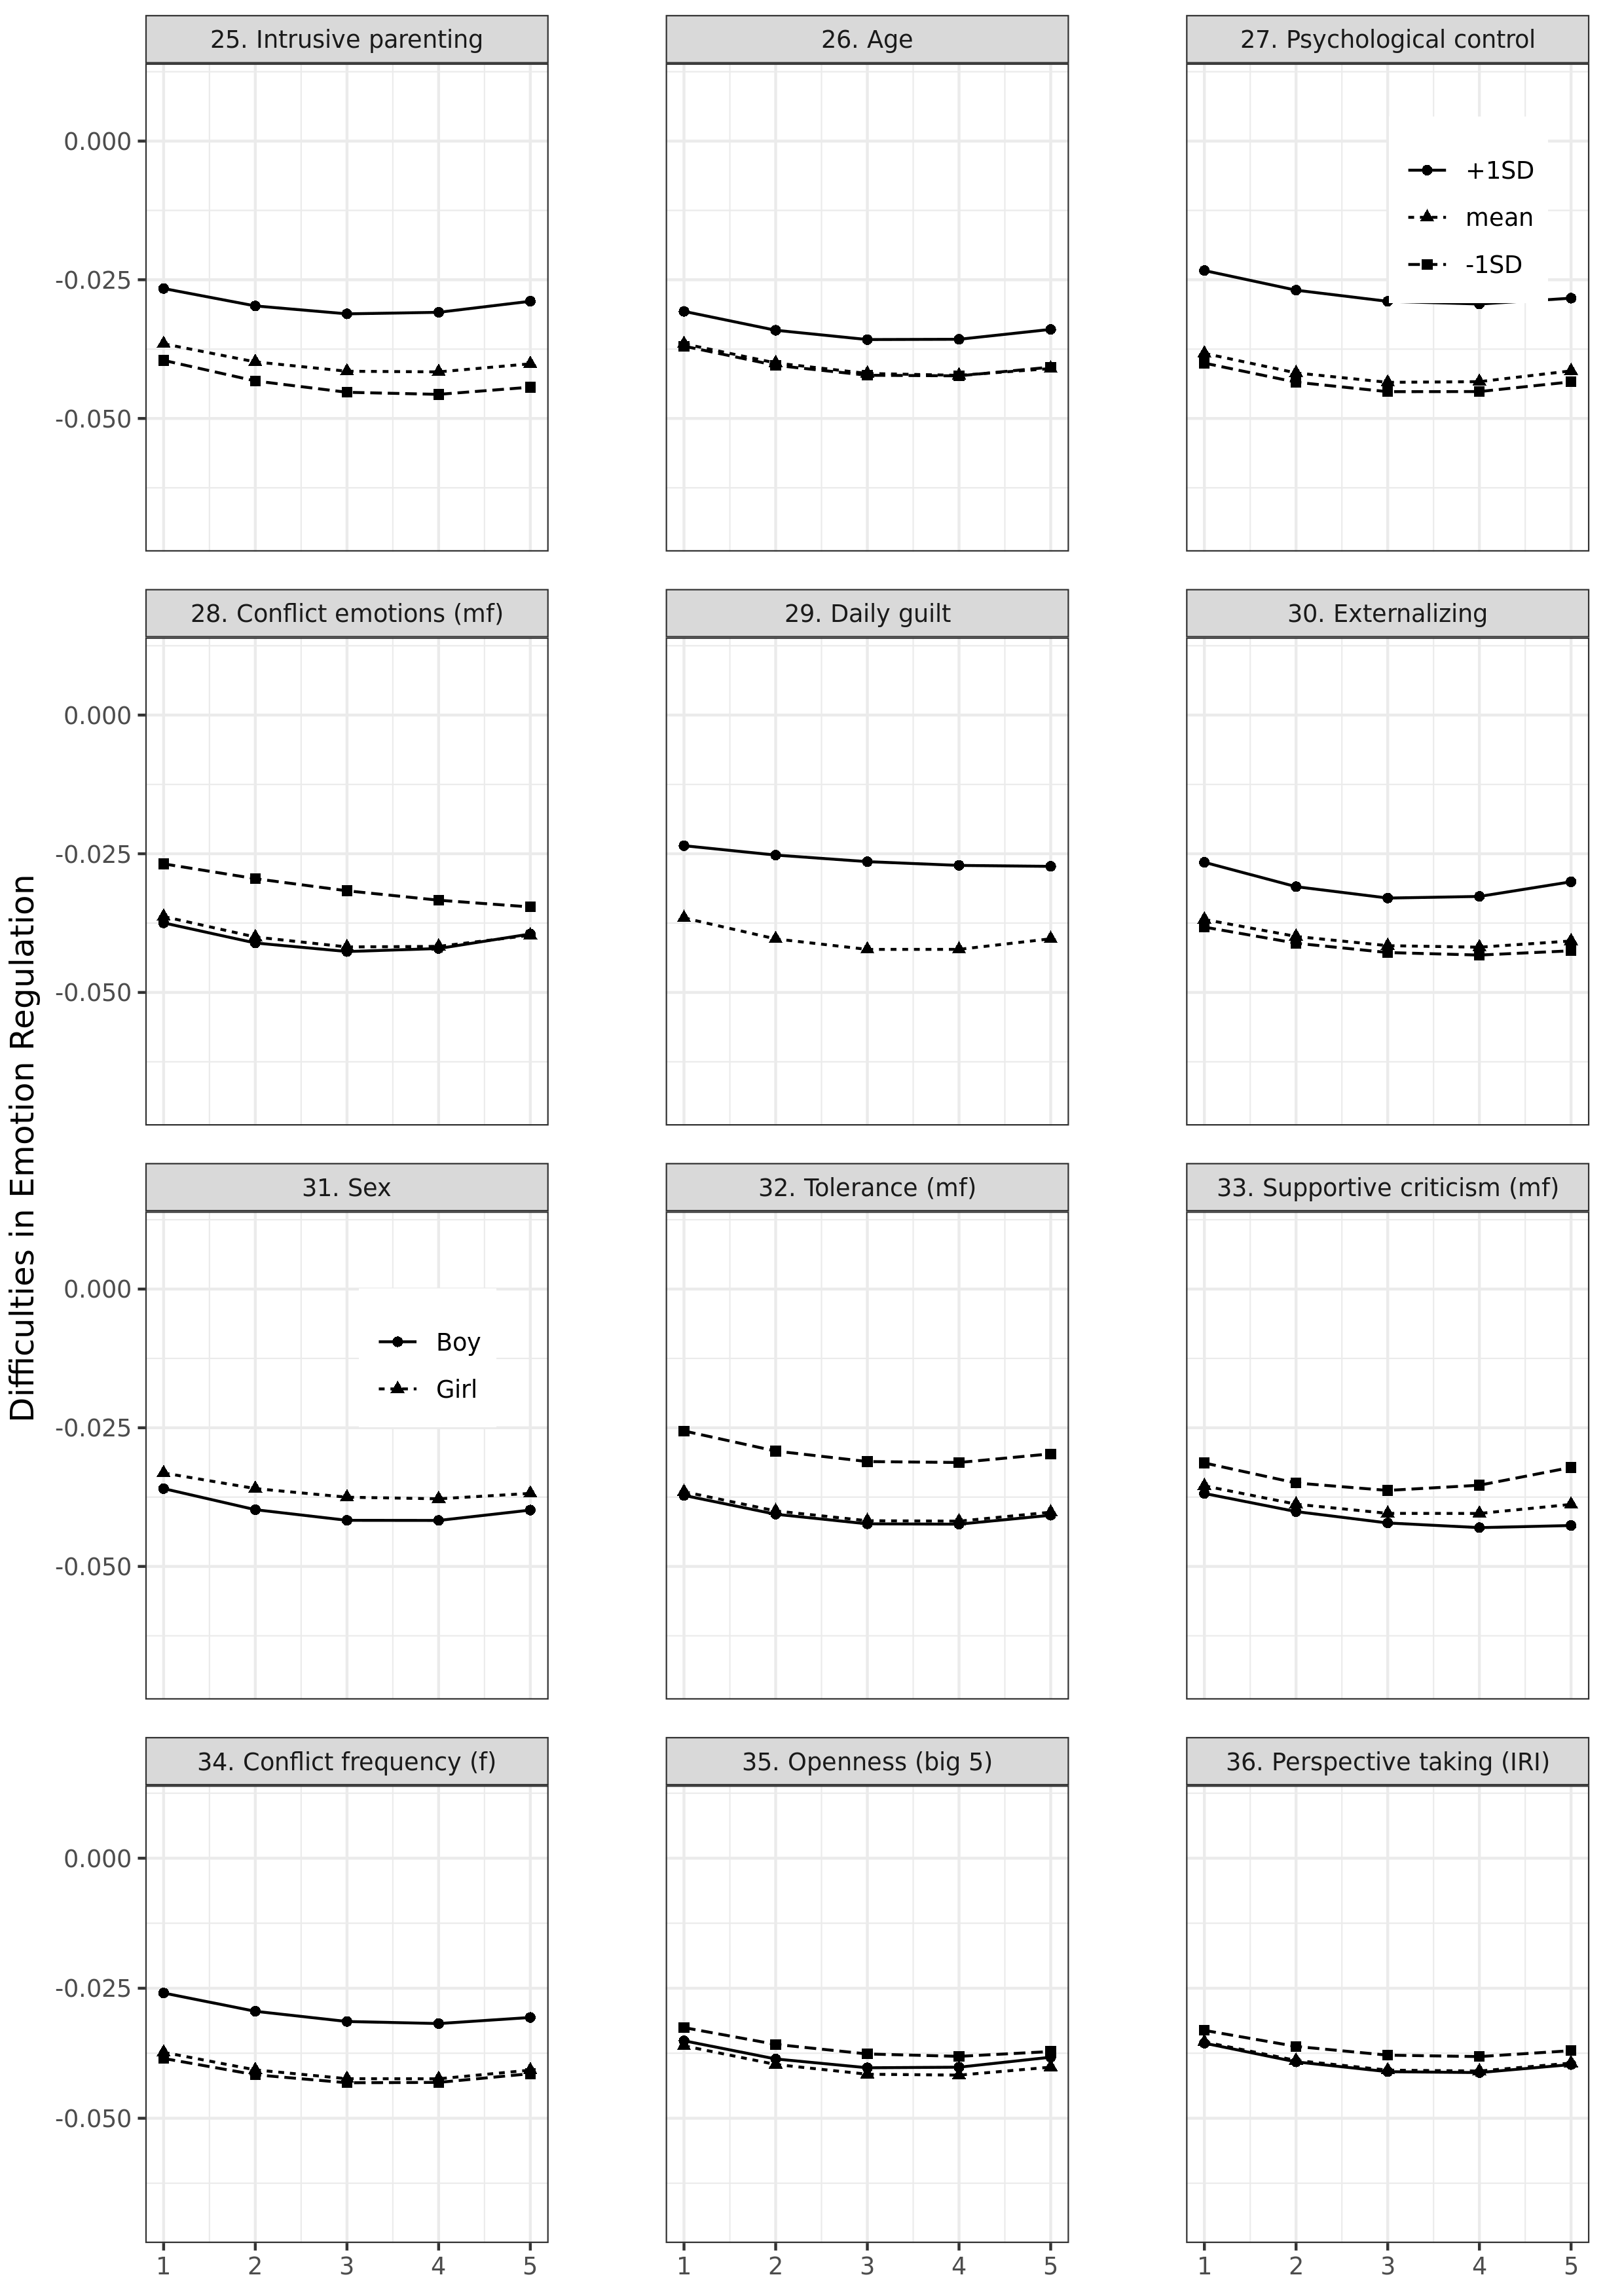 25. Intrusive parenting
26. Age
27. Psychological control
0.000
-0.025
-0.050
+1SD
mean
-1SD
28. Conflict emotions (mf)
29. Daily guilt
30. Externalizing
0.000
-0.025
-0.050
Difficulties in Emotion Regulation
31. Sex
32. Tolerance (mf)
33. Supportive criticism (mf)
0.000
-0.025
-0.050
Boy
Girl
34. Conflict frequency (f)
35. Openness (big 5)
36. Perspective taking (IRI)
0.000
-0.025
-0.050
1 2 3 4 5
1 2 3 4 5
1 2 3 4 5